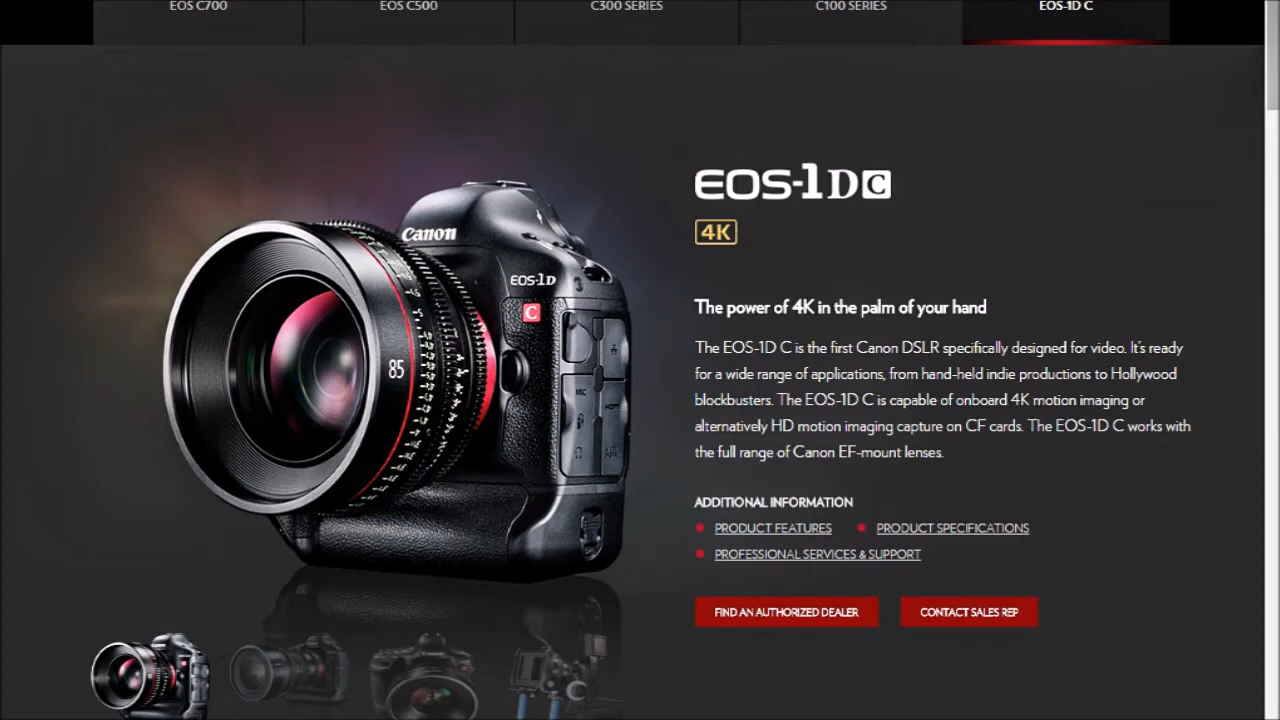 EOS C700
EOS C500
C300 SERIES
C100 SERIES
EOS-1D C
EOS-1D C
4K
Canon
EOS-1D
C
85
MIC
The power of 4K in the palm of your hand
The EOS-1D C is the first Canon DSLR specifically designed for video. It's ready
for a wide range of applications, from hand-held indie productions to Hollywood
blockbusters. The EOS-1D C is capable of onboard 4K motion imaging or
alternatively HD motion imaging capture on CF cards. The EOS-1D C works with
the full range of Canon EF-mount lenses.
ADDITIONAL INFORMATION
PRODUCT FEATURES
PRODUCT SPECIFICATIONS
PROFESSIONAL SERVICES & SUPPORT
FIND AN AUTHORIZED DEALER
CONTACT SALES REP